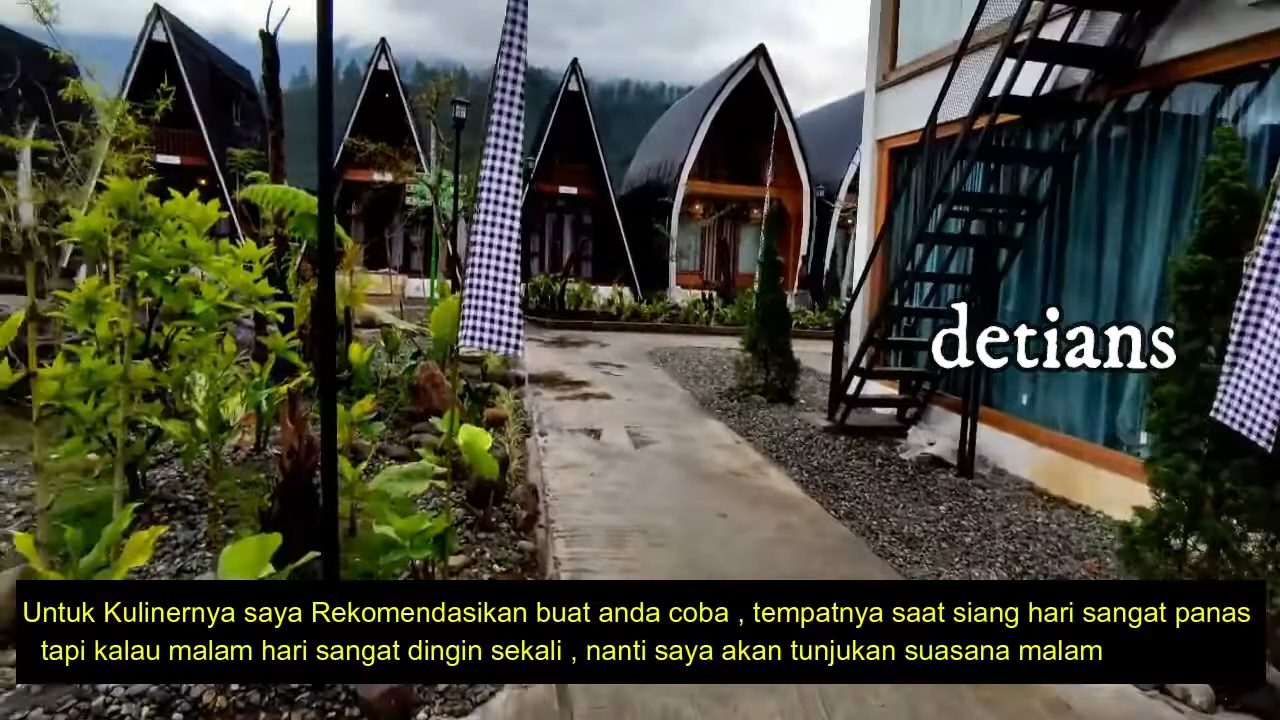 detians
Untuk Kulinernya saya Rekomendasikan buat anda coba , tempatnya saat siang hari sangat panas
tapi kalau malam hari sangat dingin sekali , nanti saya akan tunjukan suasana malam